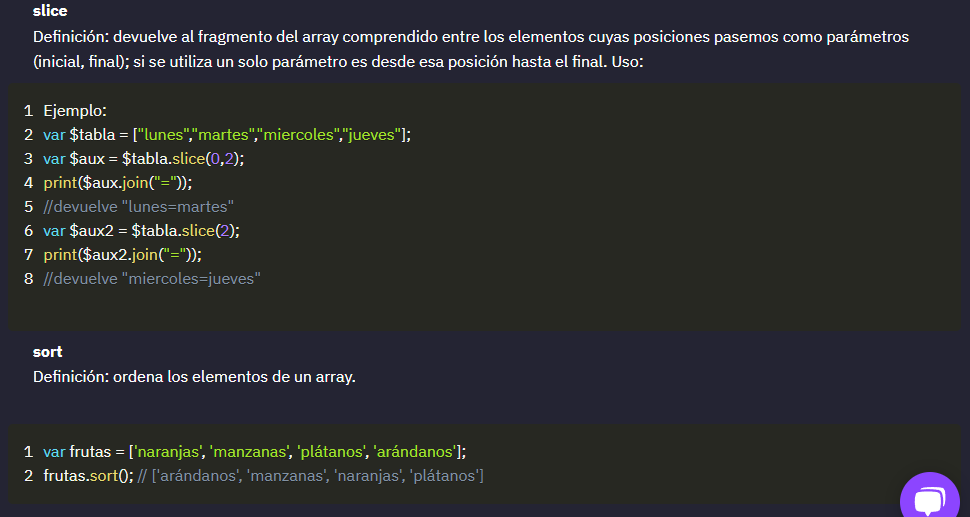 slice
Definición: devuelve al fragmento del array comprendido entre los elementos cuyas posiciones pasemos como parámetros
(inicial, final); si se utiliza un solo parámetro es desde esa posición hasta el final. Uso:
1 Ejemplo:
2 var $tabla = ["lunes","martes","miercoles","jueves"];
3 var $aux = $tabla.slice(0,2);
4 print($aux.join("="));
5 //devuelve "lunes=martes"
6 var $aux2 = $tabla.slice(2);
7 print($aux2.join("="));
8 //devuelve "miercoles=jueves"
sort
Definición: ordena los elementos de un array.
1 var frutas = ['naranjas', 'manzanas', 'plátanos', 'arándanos'];
2 frutas.sort(); // ['arándanos', 'manzanas', 'naranjas', 'plátanos']